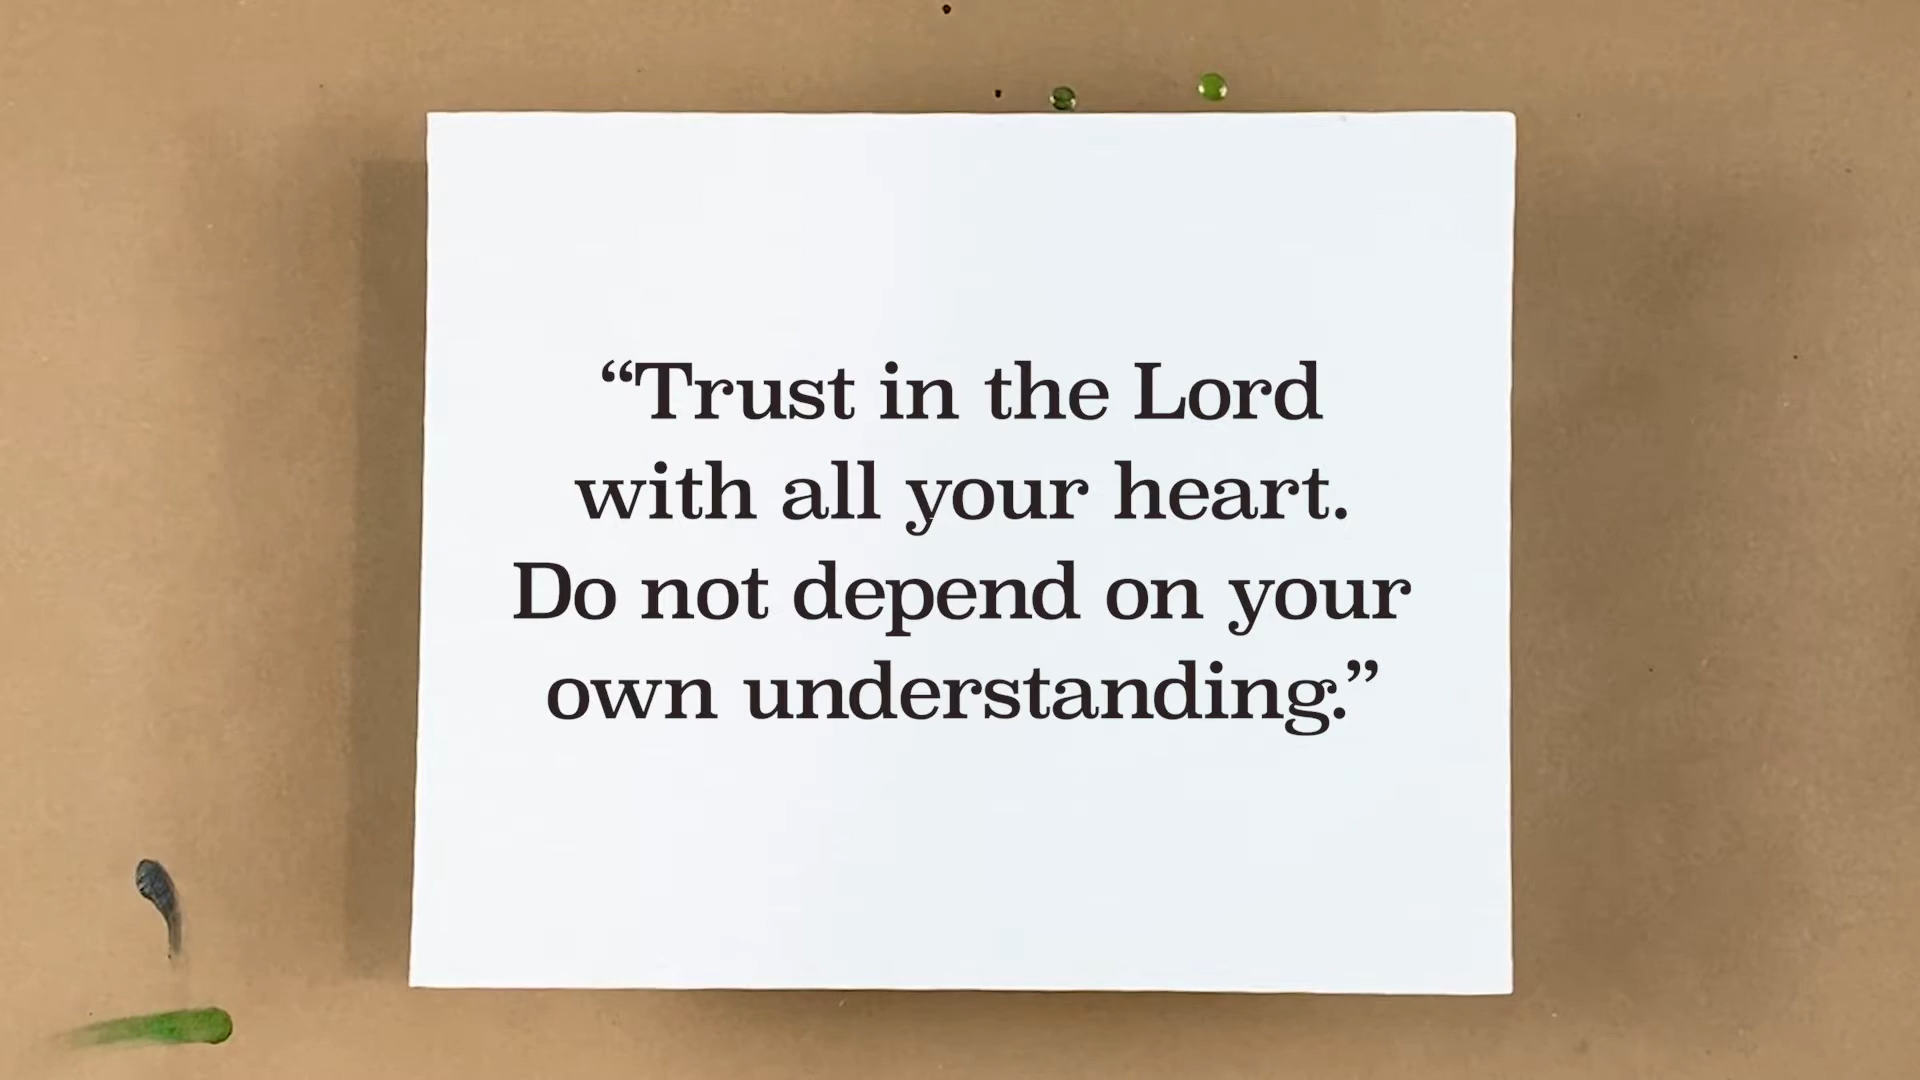 “Trust in the Lord
with all your heart.
Do not depend on your
own understanding.”